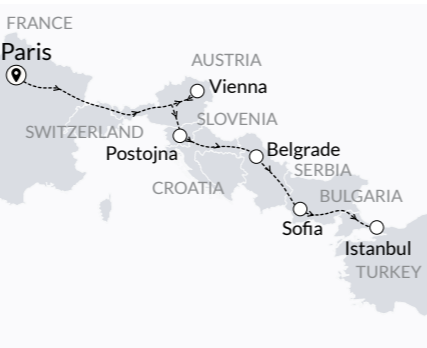 FRANCE
Paris
AUSTRIA
Vienna
SWITZERLAND
SLOVENIA
Postojna
Belgrade
SERBIA
CROATIA
BULGARIA
Sofia
Istanbul
TURKEY